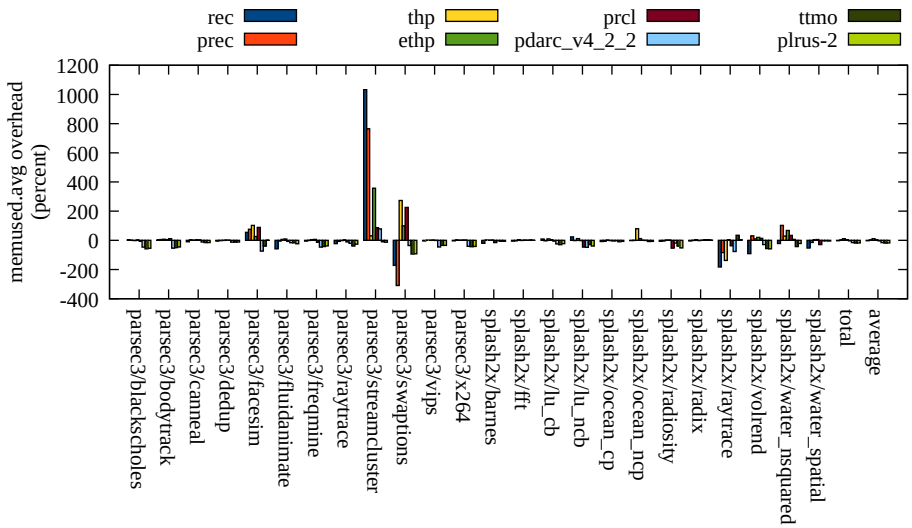 rec thp prcl ttmo
prec ethp pdarc_v4_2_2 plrus-2
memused.avg overhead
(percent)
1200
1000
800
600
400
200
0
-200
-400
parsec3/blackscholes
parsec3/bodytrack
parsec3/canneal
parsec3/dedup
parsec3/facesim
parsec3/fluidanimate
parsec3/freqmine
parsec3/raytrace
parsec3/streamcluster
parsec3/swaptions
parsec3/vips
parsec3/x264
splash2x/barnes
splash2x/fft
splash2x/lu_cb
splash2x/lu_ncb
splash2x/ocean_cp
splash2x/ocean_ncp
splash2x/radiosity
splash2x/radix
splash2x/raytrace
splash2x/volrend
splash2x/water_nsquared
splash2x/water_spatial
total
average